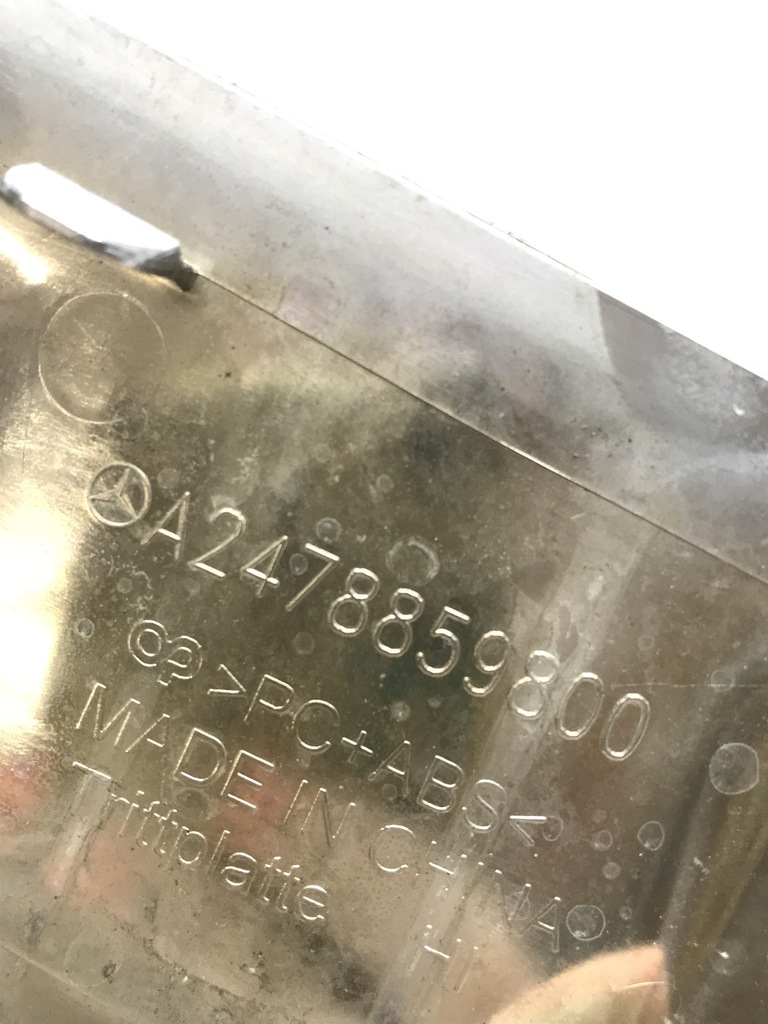 A2478859800
>PC+ABS<
MADE IN CHINA
Trittplatte
HI